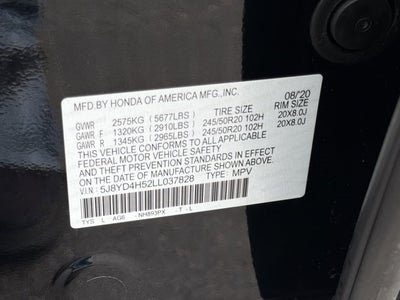 MFD.BY HONDA OF AMERICA MFG.,INC. 08/'20
GVWR 2575KG (5677LBS) TIRE SIZE RIM SIZE
GAWR F 1320KG (2910LBS) 245/50R20 102H 20X8.0J
GAWR R 1345KG (2965LBS) 245/50R20 102H 20X8.0J
THIS VEHICLE CONFORMS TO ALL APPLICABLE
FEDERAL MOTOR VEHICLE SAFETY
AND THEFT PREVENTION STANDARDS IN EFFECT
ON THE DATE OF MANUFACTURE SHOWN ABOVE.
V.I.N.: 5J8YD4H52LL037828 TYPE: MPV
TYS L AG6 NH893PX -T-L